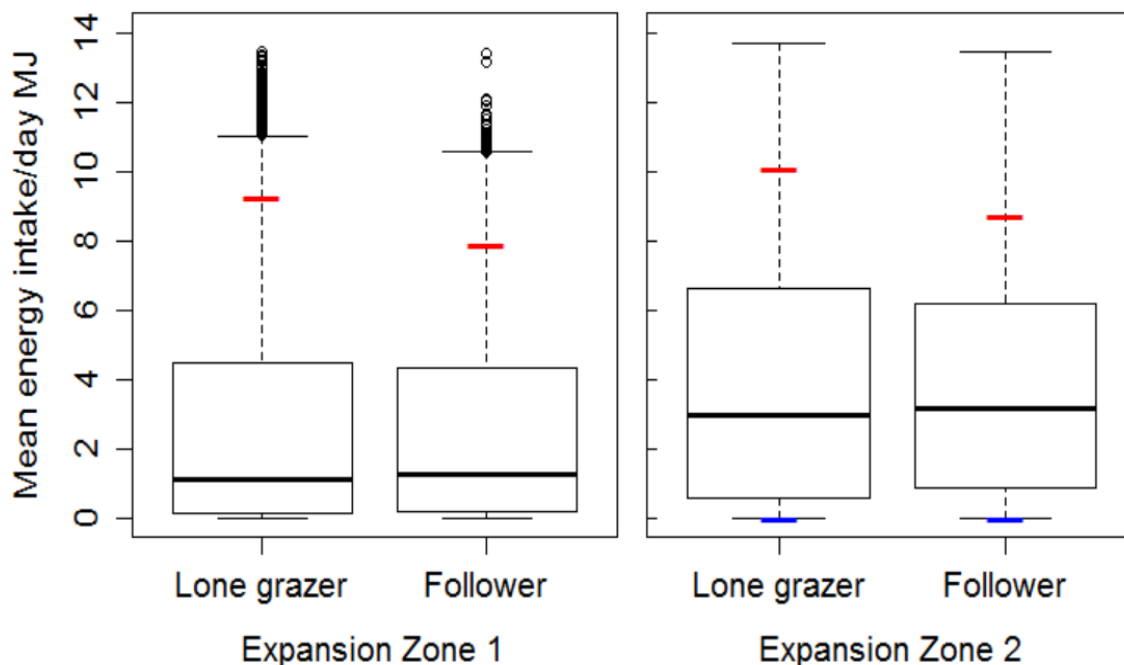 Mean energy intake/day MJ
14
12
10
8
6
4
2
0
Lone grazer Follower Lone grazer Follower
Expansion Zone 1 Expansion Zone 2